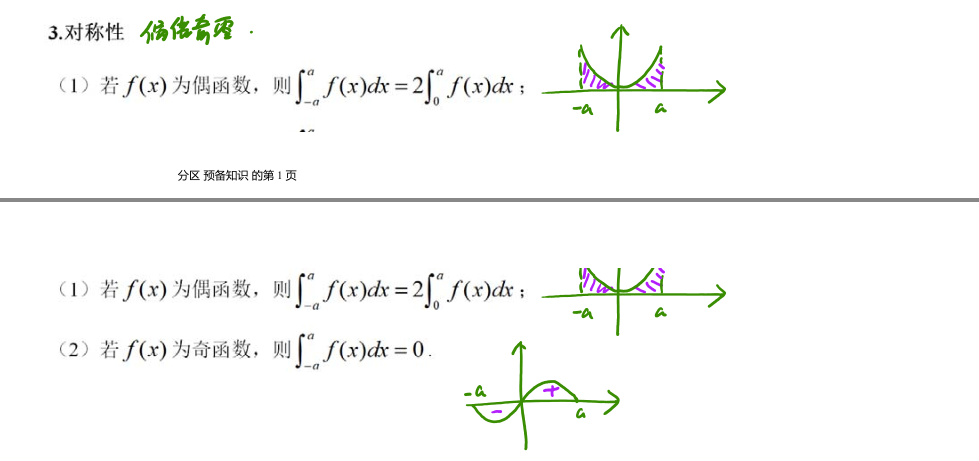 3.对称性 偶倍奇零.
(1)若 f(x) 为偶函数，则∫_{-a}^{a} f(x)dx = 2∫_{0}^{a} f(x)dx；
-a a
分区 预备知识 的第 1 页
(1)若 f(x) 为偶函数，则∫_{-a}^{a} f(x)dx = 2∫_{0}^{a} f(x)dx；
-a a
(2)若 f(x) 为奇函数，则∫_{-a}^{a} f(x)dx = 0.
-a - + a